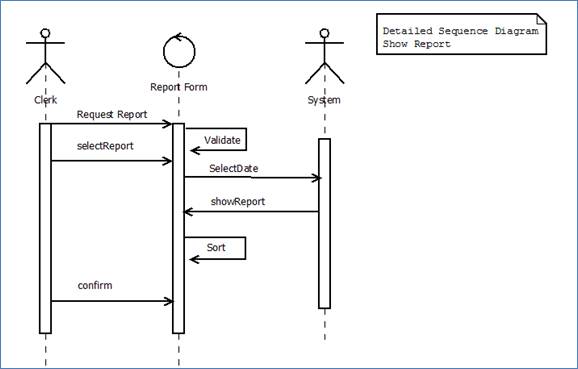 Detailed Sequence Diagram
Show Report
Clerk
Report Form
System
Request Report
Validate
selectReport
SelectDate
showReport
Sort
confirm